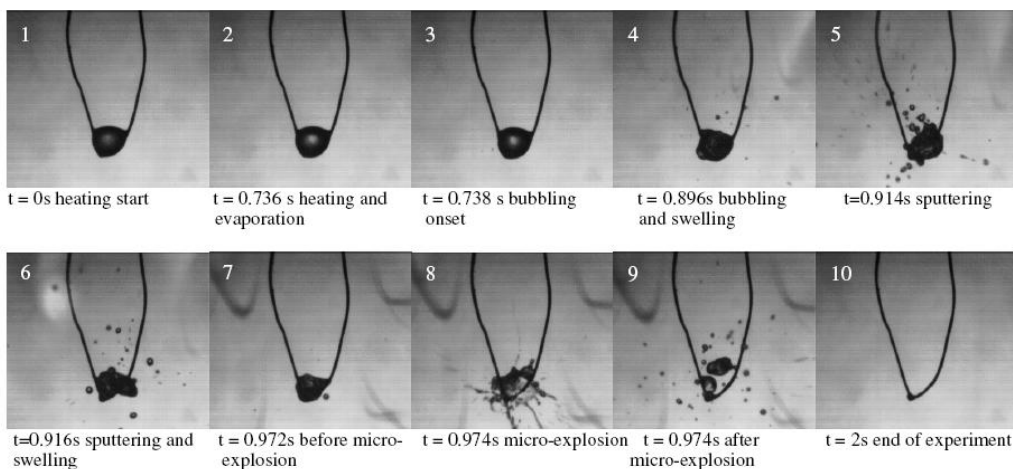 1
2
3
4
5
t = 0s heating start
t = 0.736 s heating and
evaporation
t = 0.738 s bubbling
onset
t = 0.896s bubbling
and swelling
t=0.914s sputtering
6
7
8
9
10
t=0.916s sputtering and
swelling
t = 0.972s before micro-
explosion
t = 0.974s micro-explosion
t = 0.974s after
micro-explosion
t = 2s end of experiment